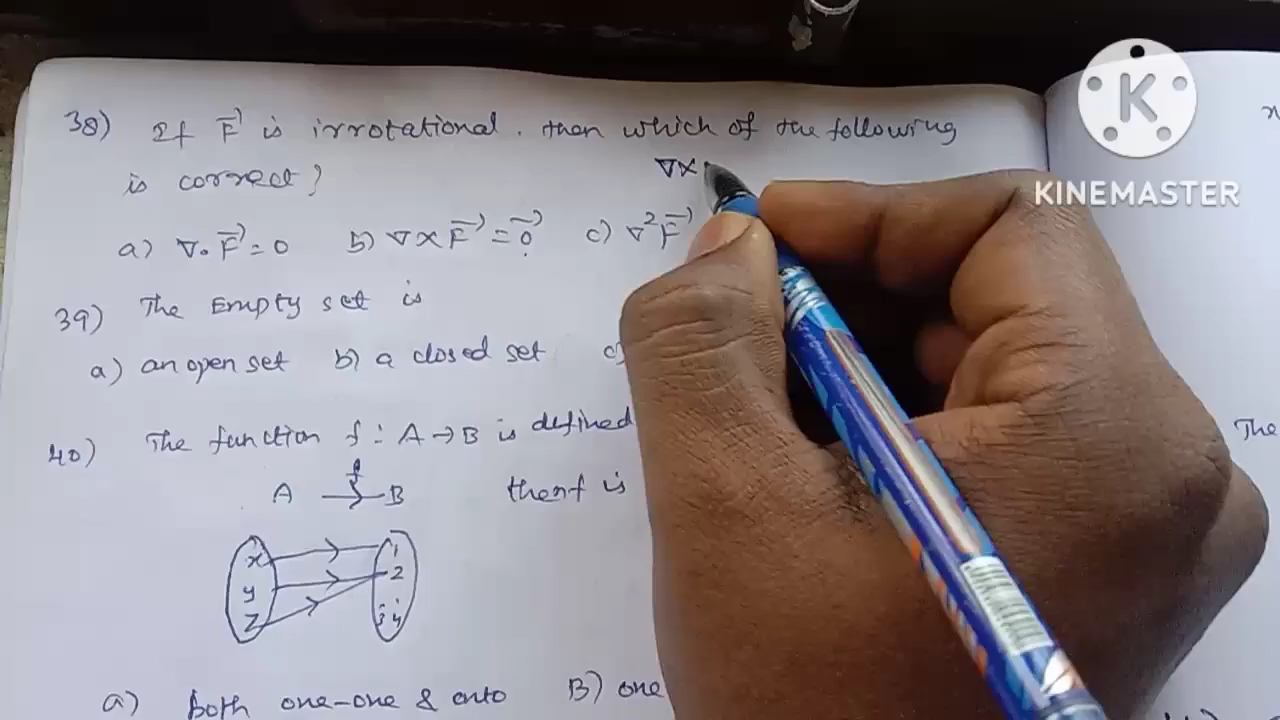 38) If F⃗ is irrotational. then which of the following
is correct?
∇×
a) ∇. F⃗ = 0 b) ∇ × F⃗ = 0⃗ c) ∇²F⃗
39) The Empty set is
a) an open set b) a closed set c)
40) The function f : A → B is defined
A f B then f is
x 1
y 2
z 3 4
a) Both one-one & onto B) one
K
KINEMASTER
The